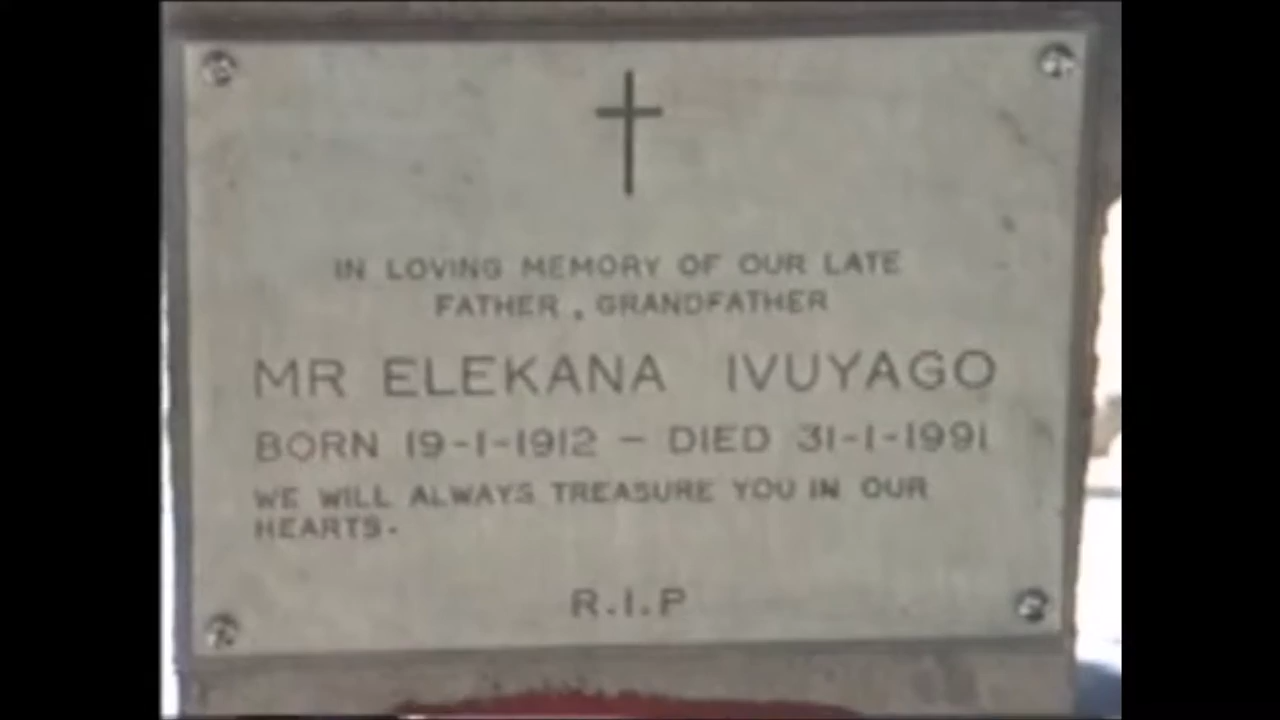 IN LOVING MEMORY OF OUR LATE
FATHER , GRANDFATHER
MR ELEKANA IVUYAGO
BORN 19-1-1912 – DIED 31-1-1991
WE WILL ALWAYS TREASURE YOU IN OUR
HEARTS.
R.I.P